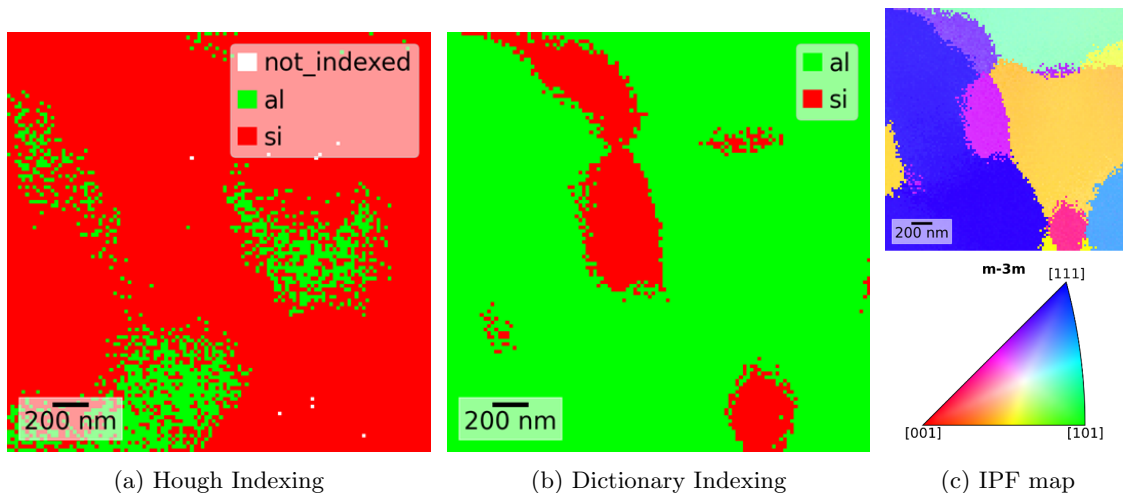 not_indexed
al
si
200 nm
(a) Hough Indexing
al
si
200 nm
(b) Dictionary Indexing
200 nm
m-3m
[111]
[001]
[101]
(c) IPF map